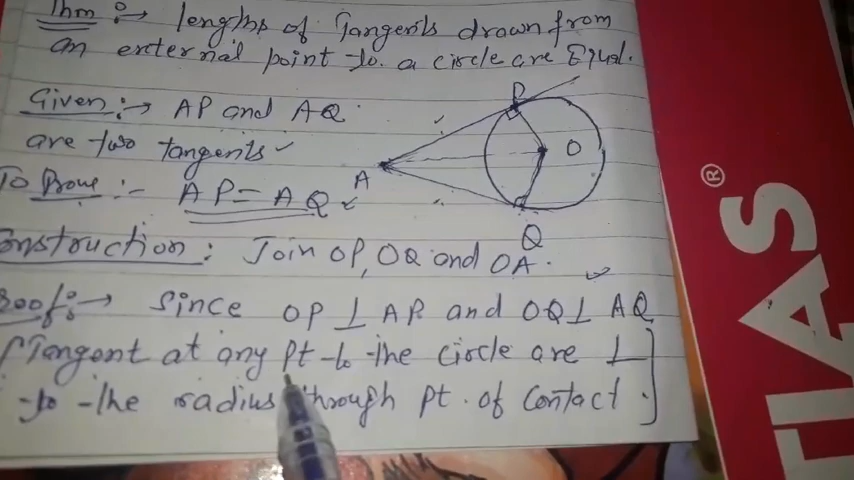 Thm :→ lengths of Tangents drawn from
an external point to a circle are Equal.
Given :→ AP and AQ
are two tangents
To Prove :- AP = AQ
Construction : Join OP, OQ and OA.
Proof :→ Since OP ⊥ AP and OQ ⊥ AQ
[Tangent at any Pt to the circle are ⊥
to the radius through pt. of Contact.]
P
O
A
Q
®
TIAS